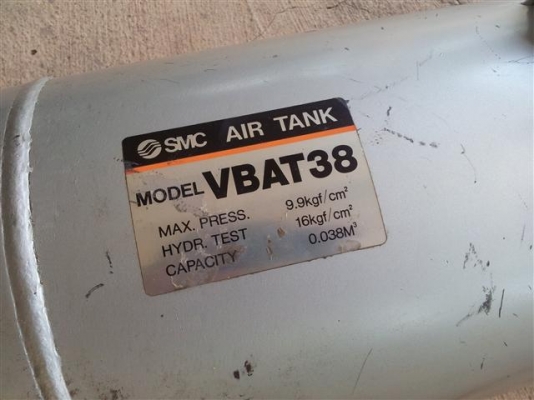 SMC AIR TANK
MODEL VBAT38
MAX. PRESS. 9.9kgf/cm²
HYDR. TEST 16kgf/cm²
CAPACITY 0.038M³